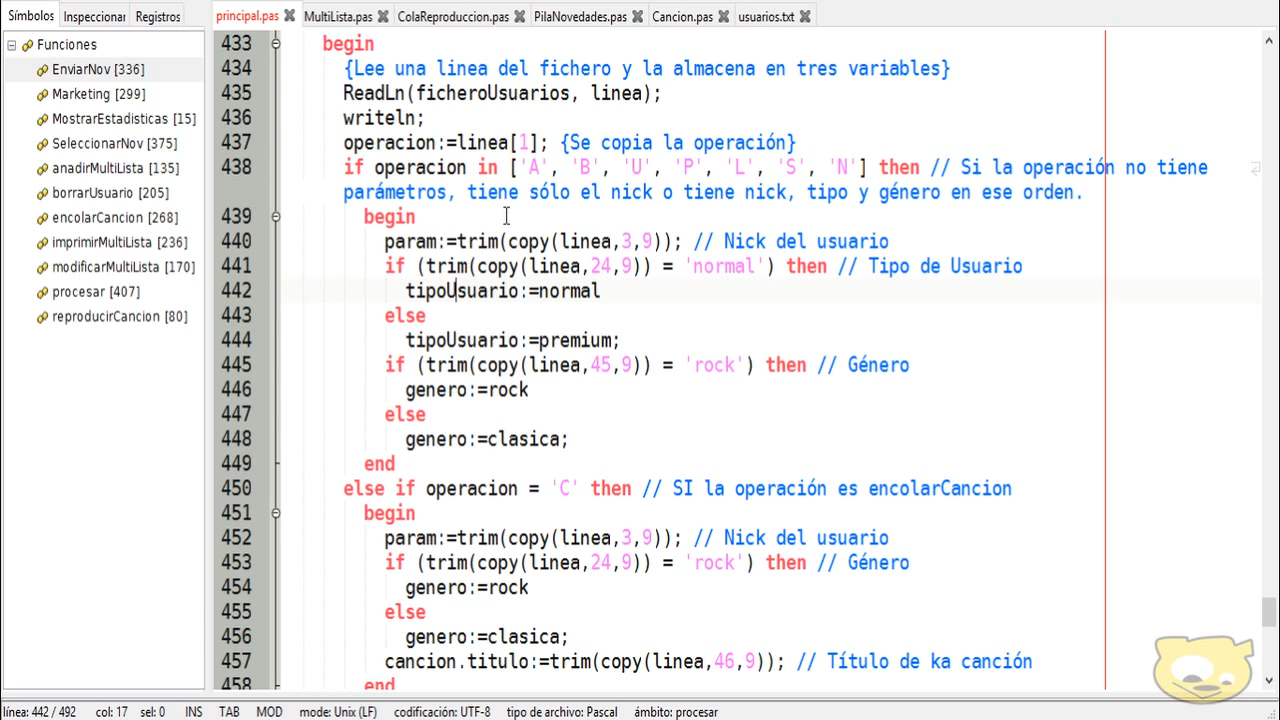 Símbolos Inspeccionar Registros
principal.pas MultiLista.pas ColaReproduccion.pas PilaNovedades.pas Cancion.pas usuarios.txt
Funciones
EnviarNov [336]
Marketing [299]
MostrarEstadisticas [15]
SeleccionarNov [375]
anadirMultiLista [135]
borrarUsuario [205]
encolarCancion [268]
imprimirMultiLista [236]
modificarMultiLista [170]
procesar [407]
reproducirCancion [80]
433 begin
434 {Lee una linea del fichero y la almacena en tres variables}
435 ReadLn(ficheroUsuarios, linea);
436 writeln;
437 operacion:=linea[1]; {Se copia la operación}
438 if operacion in ['A', 'B', 'U', 'P', 'L', 'S', 'N'] then // Si la operación no tiene
parámetros, tiene sólo el nick o tiene nick, tipo y género en ese orden.
439 begin
440 param:=trim(copy(linea,3,9)); // Nick del usuario
441 if (trim(copy(linea,24,9)) = 'normal') then // Tipo de Usuario
442 tipoUsuario:=normal
443 else
444 tipoUsuario:=premium;
445 if (trim(copy(linea,45,9)) = 'rock') then // Género
446 genero:=rock
447 else
448 genero:=clasica;
449 end
450 else if operacion = 'C' then // SI la operación es encolarCancion
451 begin
452 param:=trim(copy(linea,3,9)); // Nick del usuario
453 if (trim(copy(linea,24,9)) = 'rock') then // Género
454 genero:=rock
455 else
456 genero:=clasica;
457 cancion.titulo:=trim(copy(linea,46,9)); // Título de ka canción
458 end
línea: 442 / 492 col: 17 sel: 0 INS TAB MOD modo: Unix (LF) codificación: UTF-8 tipo de archivo: Pascal ámbito: procesar